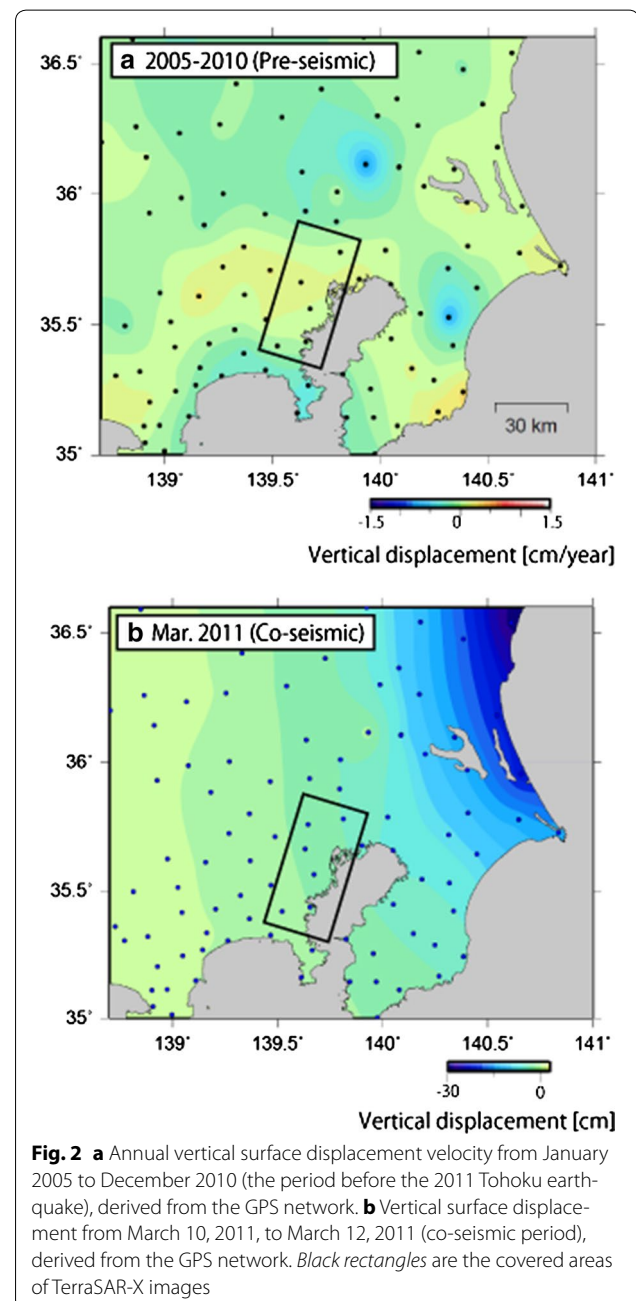 a 2005-2010 (Pre-seismic)
36.5°
36°
35.5°
35°
30 km
139° 139.5° 140° 140.5° 141°
-1.5 0 1.5
Vertical displacement [cm/year]
b Mar. 2011 (Co-seismic)
36.5°
36°
35.5°
35°
139° 139.5° 140° 140.5° 141°
-30 0
Vertical displacement [cm]
Fig. 2 a Annual vertical surface displacement velocity from January
2005 to December 2010 (the period before the 2011 Tohoku earth-
quake), derived from the GPS network. b Vertical surface displace-
ment from March 10, 2011, to March 12, 2011 (co-seismic period),
derived from the GPS network. Black rectangles are the covered areas
of TerraSAR-X images